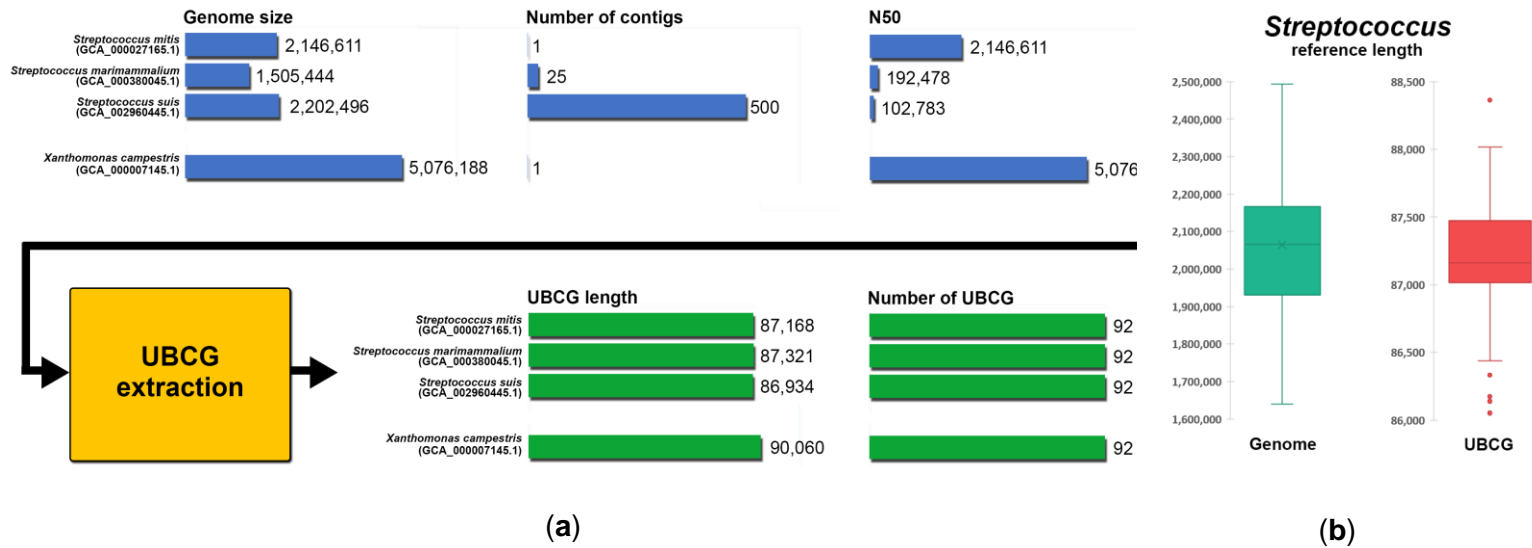 Genome size
Streptococcus mitis
(GCA_000027165.1)
2,146,611
Streptococcus marimammalium
(GCA_000380045.1)
1,505,444
Streptococcus suis
(GCA_002960445.1)
2,202,496
Xanthomonas campestris
(GCA_000007145.1)
5,076,188
Number of contigs
1
25
500
1
N50
2,146,611
192,478
102,783
5,076
UBCG
extraction
UBCG length
Streptococcus mitis
(GCA_000027165.1)
87,168
Streptococcus marimammalium
(GCA_000380045.1)
87,321
Streptococcus suis
(GCA_002960445.1)
86,934
Xanthomonas campestris
(GCA_000007145.1)
90,060
Number of UBCG
92
92
92
92
(a)
Streptococcus
reference length
2,500,000
2,400,000
2,300,000
2,200,000
2,100,000
2,000,000
1,900,000
1,800,000
1,700,000
1,600,000
Genome
88,500
88,000
87,500
87,000
86,500
86,000
UBCG
(b)